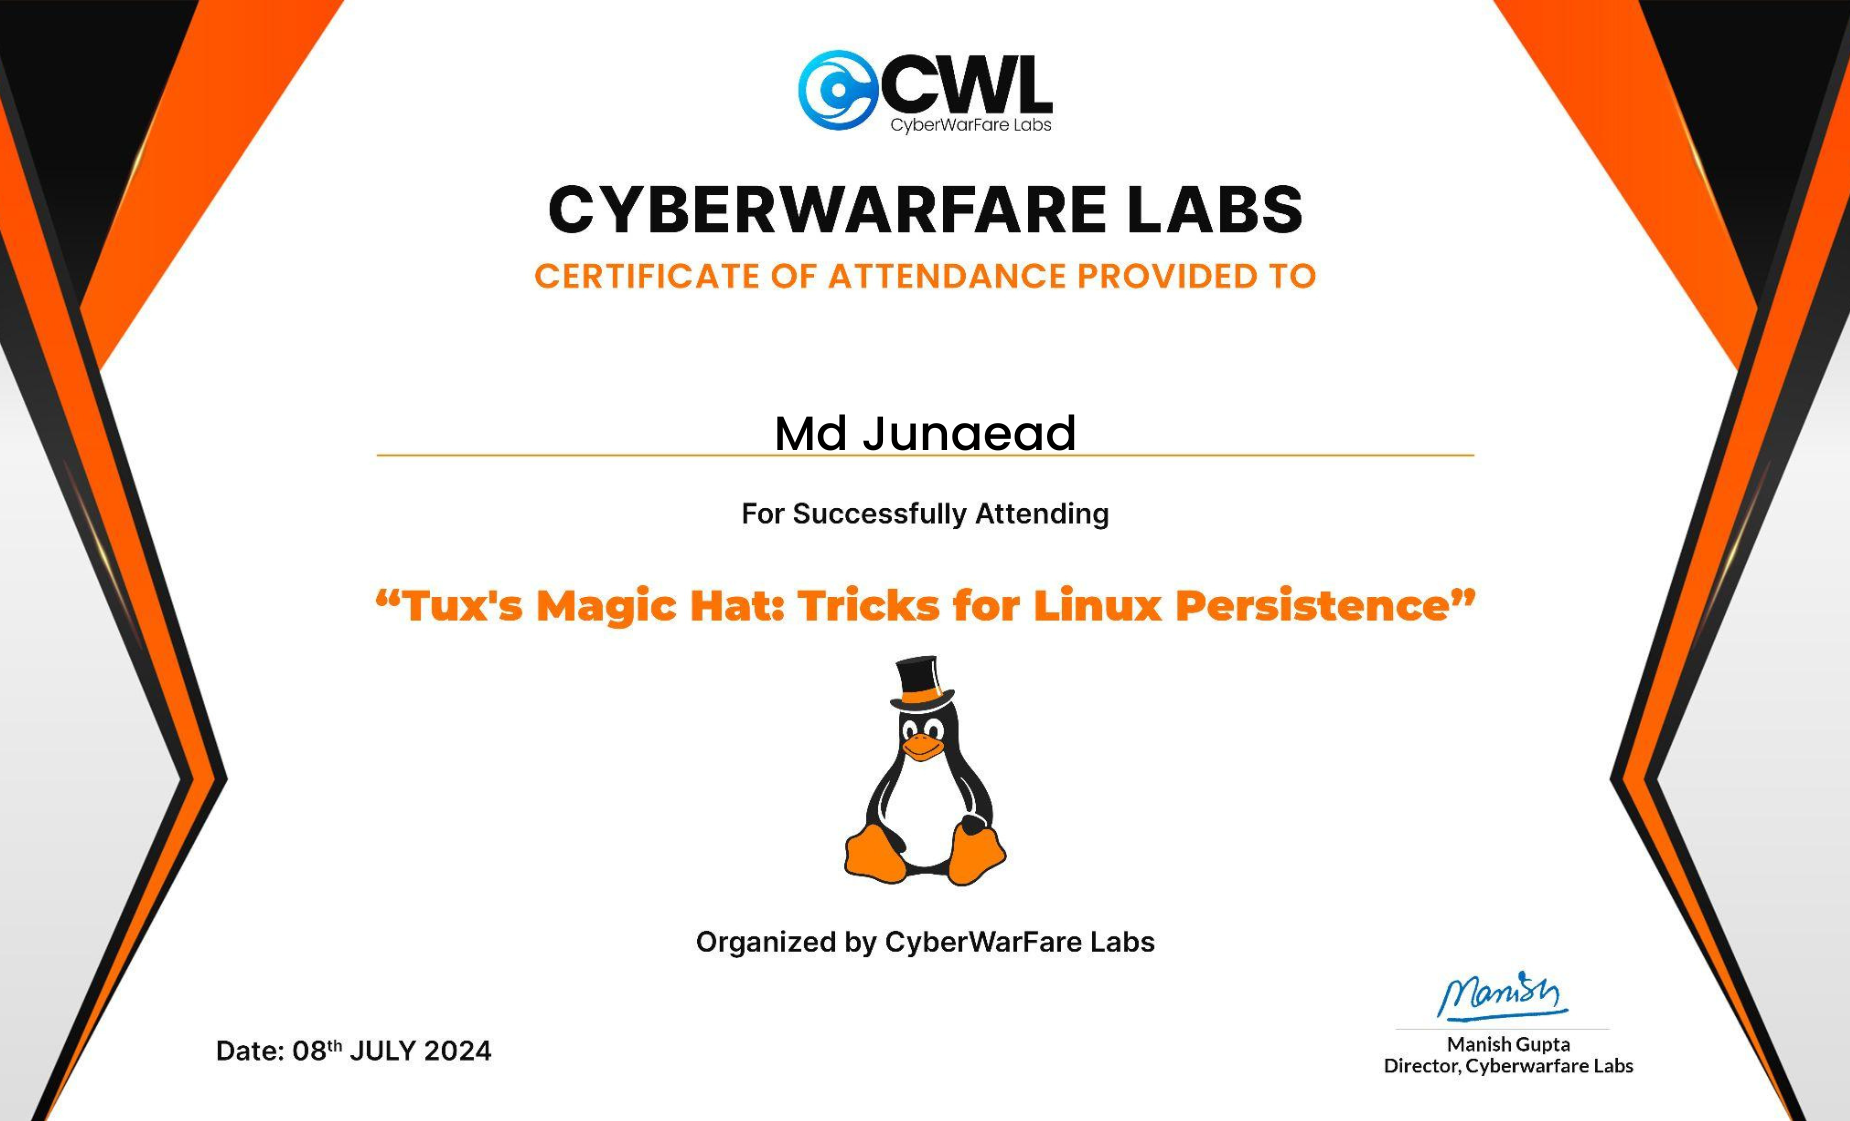 CWL
CyberWarFare Labs
CYBERWARFARE LABS
CERTIFICATE OF ATTENDANCE PROVIDED TO
Md Junaead
For Successfully Attending
“Tux's Magic Hat: Tricks for Linux Persistence”
Organized by CyberWarFare Labs
Manish
Date: 08th JULY 2024
Manish Gupta
Director, Cyberwarfare Labs